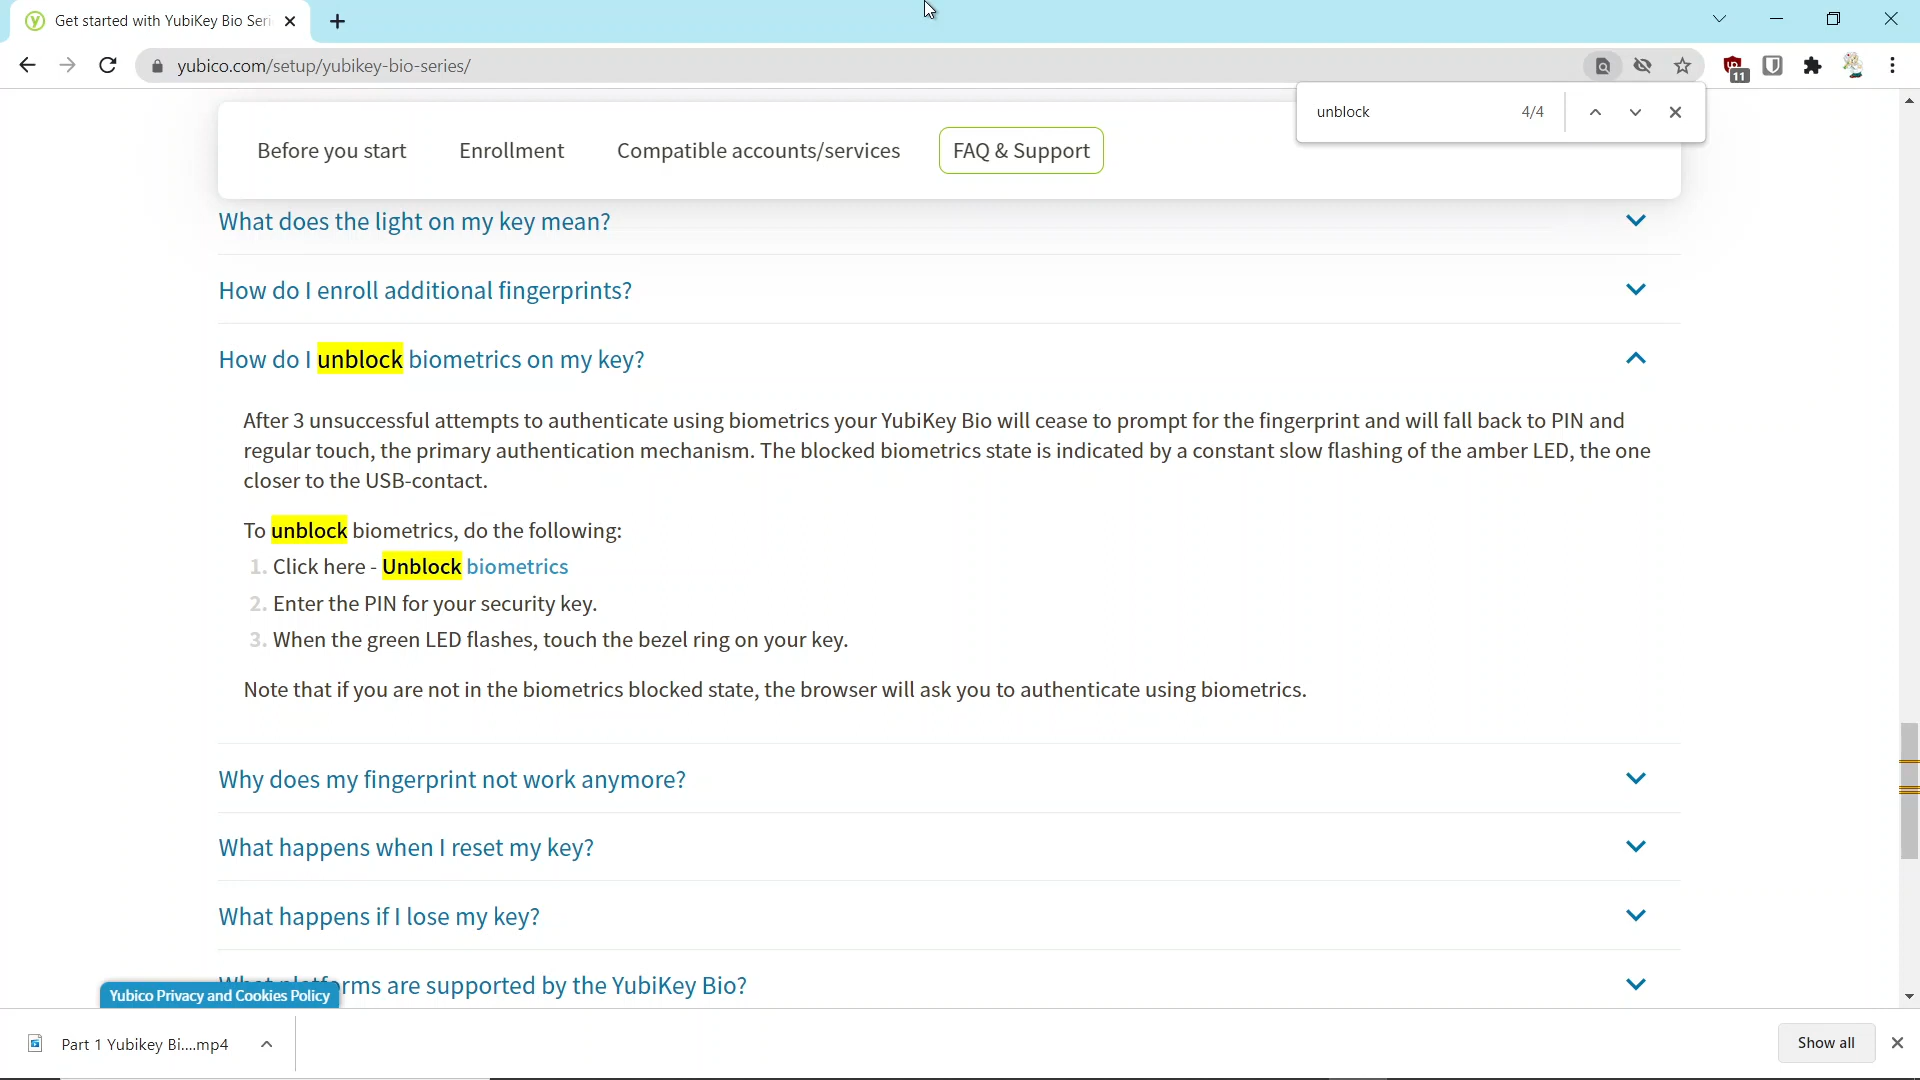 Get started with YubiKey Bio Seri
yubico.com/setup/yubikey-bio-series/
11
unblock 4/4
Before you start Enrollment Compatible accounts/services FAQ & Support
What does the light on my key mean?
How do I enroll additional fingerprints?
How do I unblock biometrics on my key?
After 3 unsuccessful attempts to authenticate using biometrics your YubiKey Bio will cease to prompt for the fingerprint and will fall back to PIN and
regular touch, the primary authentication mechanism. The blocked biometrics state is indicated by a constant slow flashing of the amber LED, the one
closer to the USB-contact.
To unblock biometrics, do the following:
1. Click here - Unblock biometrics
2. Enter the PIN for your security key.
3. When the green LED flashes, touch the bezel ring on your key.
Note that if you are not in the biometrics blocked state, the browser will ask you to authenticate using biometrics.
Why does my fingerprint not work anymore?
What happens when I reset my key?
What happens if I lose my key?
What platforms are supported by the YubiKey Bio?
Yubico Privacy and Cookies Policy
Part 1 Yubikey Bi....mp4
Show all